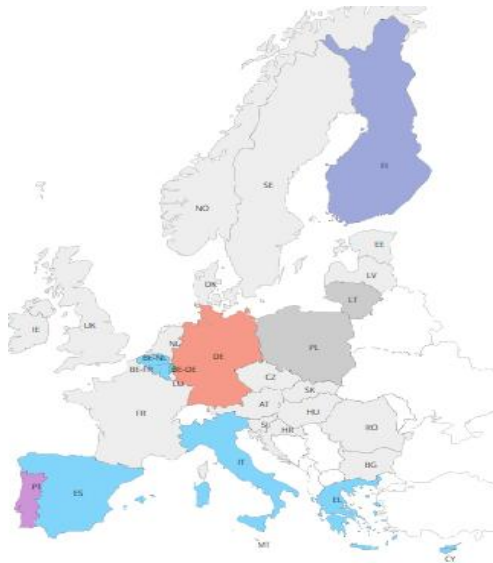 FI
SE
NO
EE
LV
DK
LT
IE
UK
NL
BE-NL
DE
PL
BE-FR
BE-DE
LU
CZ
SK
FR
AT
HU
SI
HR
RO
BG
IT
PT
ES
EL
MT
CY